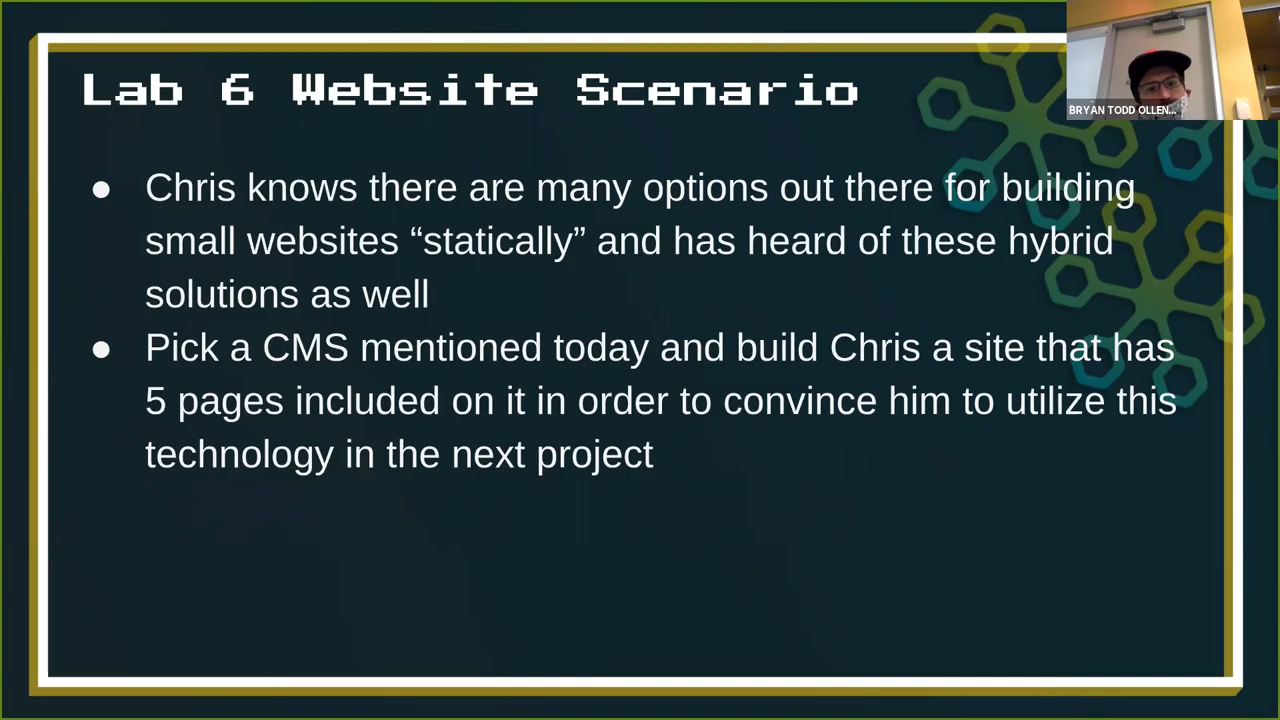 Lab 6 Website Scenario
BRYAN TODD OLLEN...
● Chris knows there are many options out there for building
small websites “statically” and has heard of these hybrid
solutions as well
● Pick a CMS mentioned today and build Chris a site that has
5 pages included on it in order to convince him to utilize this
technology in the next project